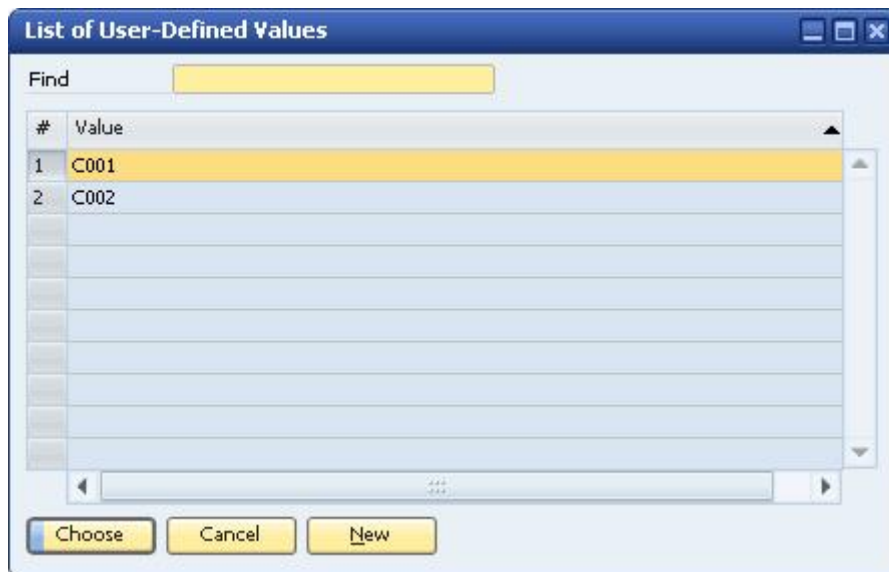 List of User-Defined Values
Find
# Value
1 C001
2 C002
Choose Cancel New